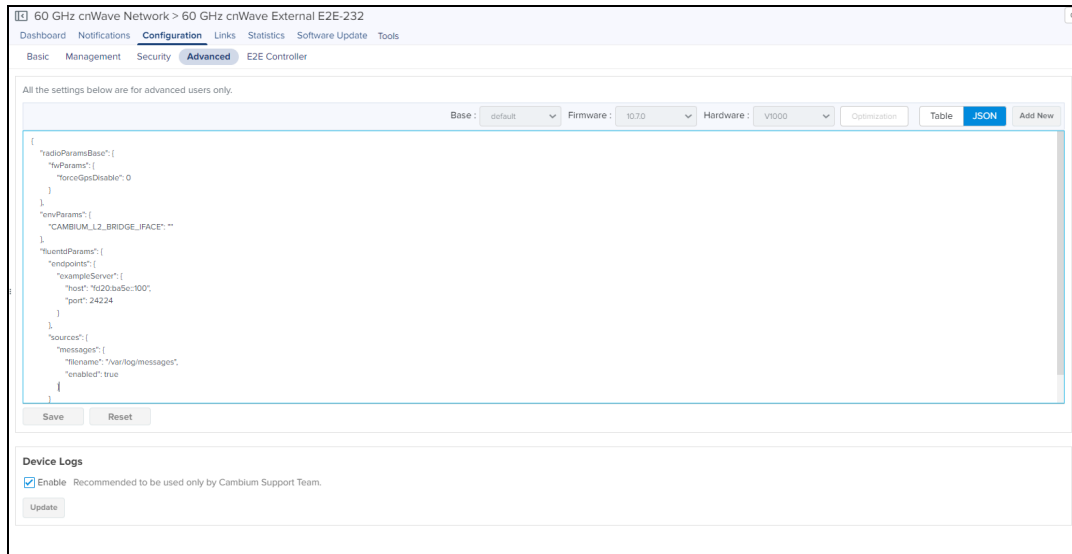 60 GHz cnWave Network > 60 GHz cnWave External E2E-232
Dashboard Notifications Configuration Links Statistics Software Update Tools
Basic Management Security Advanced E2E Controller
All the settings below are for advanced users only.
Base : default Firmware : 10.7.0 Hardware : V1000 Optimization Table JSON Add New
{
"radioParamsBase": {
"fwParams": {
"forceGpsDisable": 0
}
},
"envParams": {
"CAMBIUM_L2_BRIDGE_IFACE": ""
},
"fluentdParams": {
"endpoints": {
"exampleServer": {
"host": "fd20:ba5e::100",
"port": 24224
}
},
"sources": {
"messages": {
"filename": "/var/log/messages",
"enabled": true
}
}
Save Reset
Device Logs
Enable Recommended to be used only by Cambium Support Team.
Update